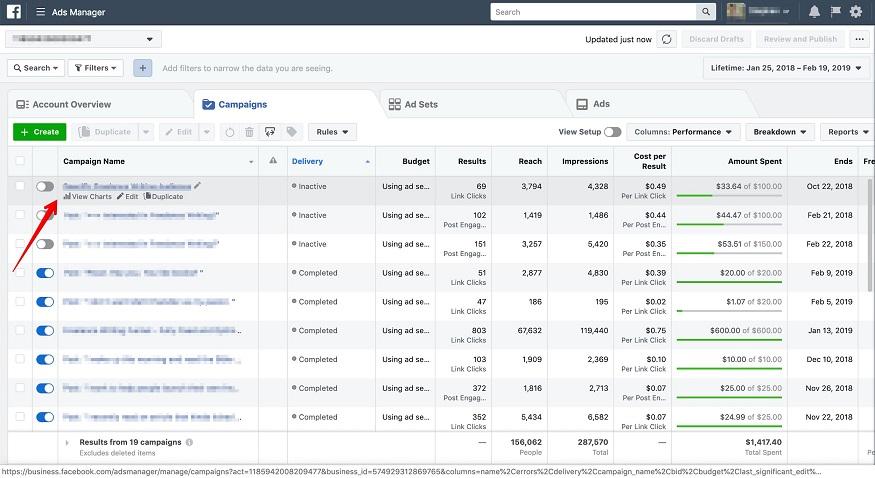 f Ads Manager Search
Updated just now Discard Drafts Review and Publish ...
Search Filters + Add filters to narrow the data you are seeing. Lifetime: Jan 25, 2018 – Feb 19, 2019
Account Overview Campaigns Ad Sets Ads
+ Create Duplicate Edit Rules View Setup Columns: Performance Breakdown Reports
Campaign Name Delivery Budget Results Reach Impressions Cost per Result Amount Spent Ends Fre
Inactive Using ad se... 69 3,794 4,328 $0.49 $33.64 of $100.00 Oct 22, 2018
View Charts Edit Duplicate Link Clicks Per Link Click
Inactive Using ad se... 102 1,419 1,486 $0.44 $44.47 of $100.00 Feb 21, 2018
Post Engag... Per Post En...
Inactive Using ad se... 151 3,257 5,420 $0.35 $53.51 of $150.00 Feb 22, 2018
Post Engag... Per Post En...
Completed Using ad se... 51 2,877 4,830 $0.39 $20.00 of $20.00 Feb 9, 2019
Link Clicks Per Link Click
Completed Using ad se... 47 186 195 $0.02 $1.07 of $20.00 Feb 5, 2019
Link Clicks Per Link Click
Completed Using ad se... 803 67,632 119,440 $0.75 $600.00 of $600.00 Jan 13, 2019
Link Clicks Per Link Click
Completed Using ad se... 103 1,909 2,369 $0.10 $10.00 of $10.00 Dec 10, 2018
Link Clicks Per Link Click
Completed Using ad se... 372 1,816 2,713 $0.07 $25.00 of $25.00 Nov 26, 2018
Post Engag... Per Post En...
Completed Using ad se... 352 5,434 6,582 $0.07 $24.99 of $25.00 Nov 22, 2018
Link Clicks Per Link Click
Results from 19 campaigns — 156,062 287,570 — $1,417.40
Excludes deleted items People Total Total Spent Pe
https://business.facebook.com/adsmanager/manage/campaigns?act=1185942008209477&business_id=574929312869765&columns=name%2Cerrors%2Cdelivery%2Ccampaign_name%2Cbid%2Cbudget%2Clast_significant_edit%...